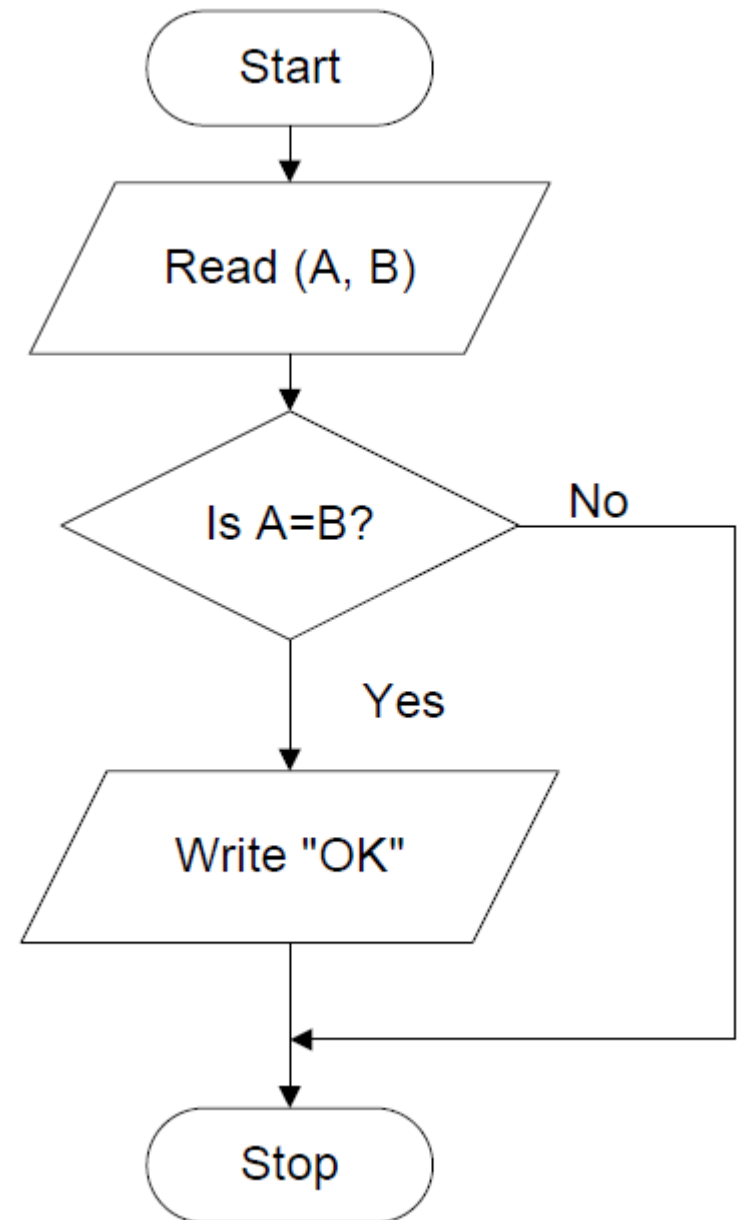 Start
Read (A, B)
Is A=B?
No
Yes
Write "OK"
Stop